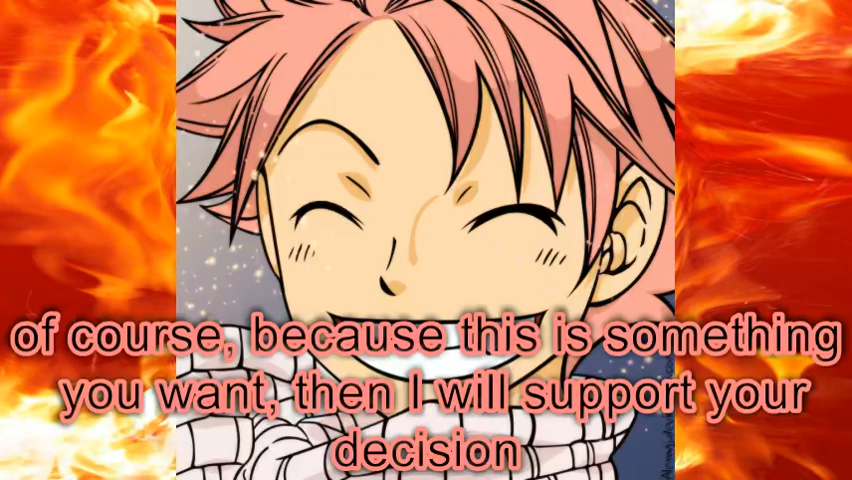 of course, because this is something
you want, then I will support your
decision